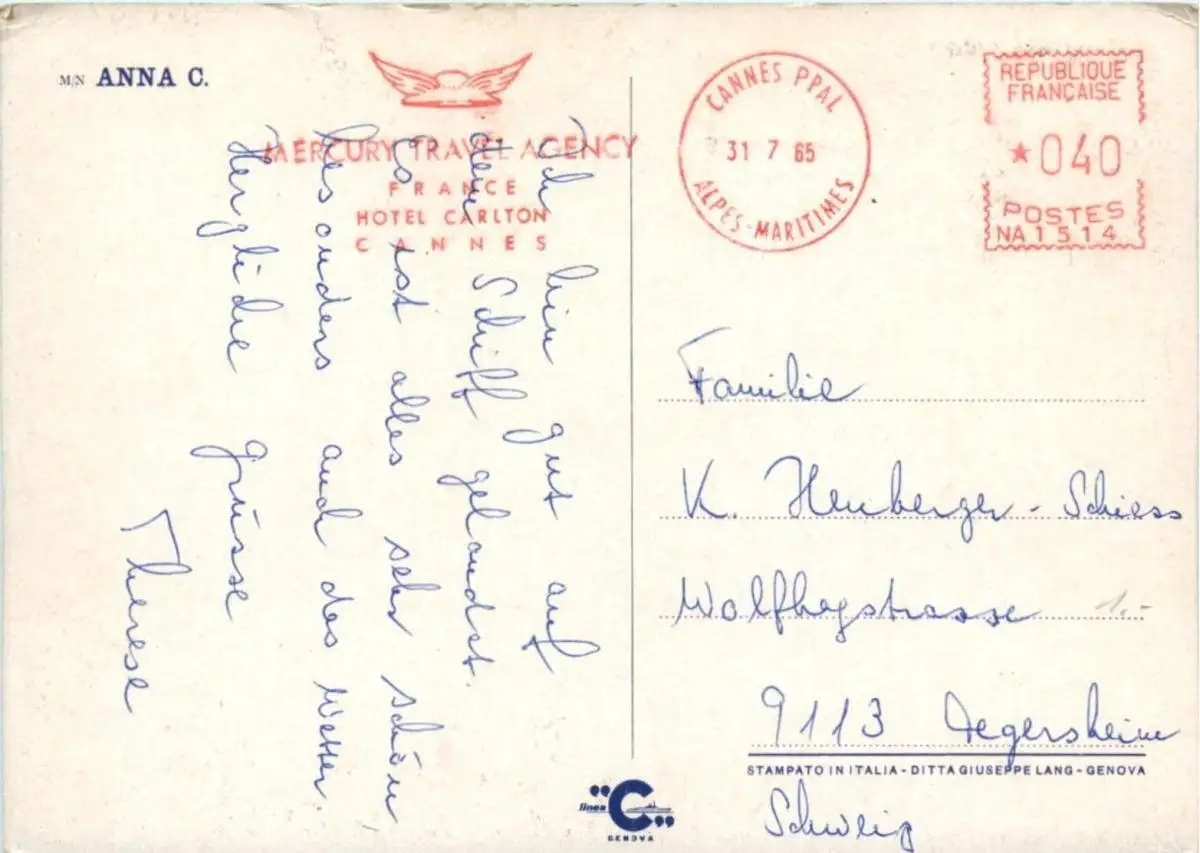 M/N ANNA C.
MERCURY TRAVEL AGENCY
FRANCE
HOTEL CARLTON
CANNES
CANNES PPAL
31 7 65
ALPES-MARITIMES
REPUBLIQUE
FRANÇAISE
★040
POSTES
NA1514
Ich bin gut auf
dem Schiff gelandet.
Es ist alles sehr schön
besonders auch das Wetter.
Herzliche grüsse
Therese
Familie
K. Heuberger-Schiess
Wolfhagstrasse
1.-
9113 Degersheim
Schweiz
STAMPATO IN ITALIA - DITTA GIUSEPPE LANG - GENOVA
linea "C"
GENOVA